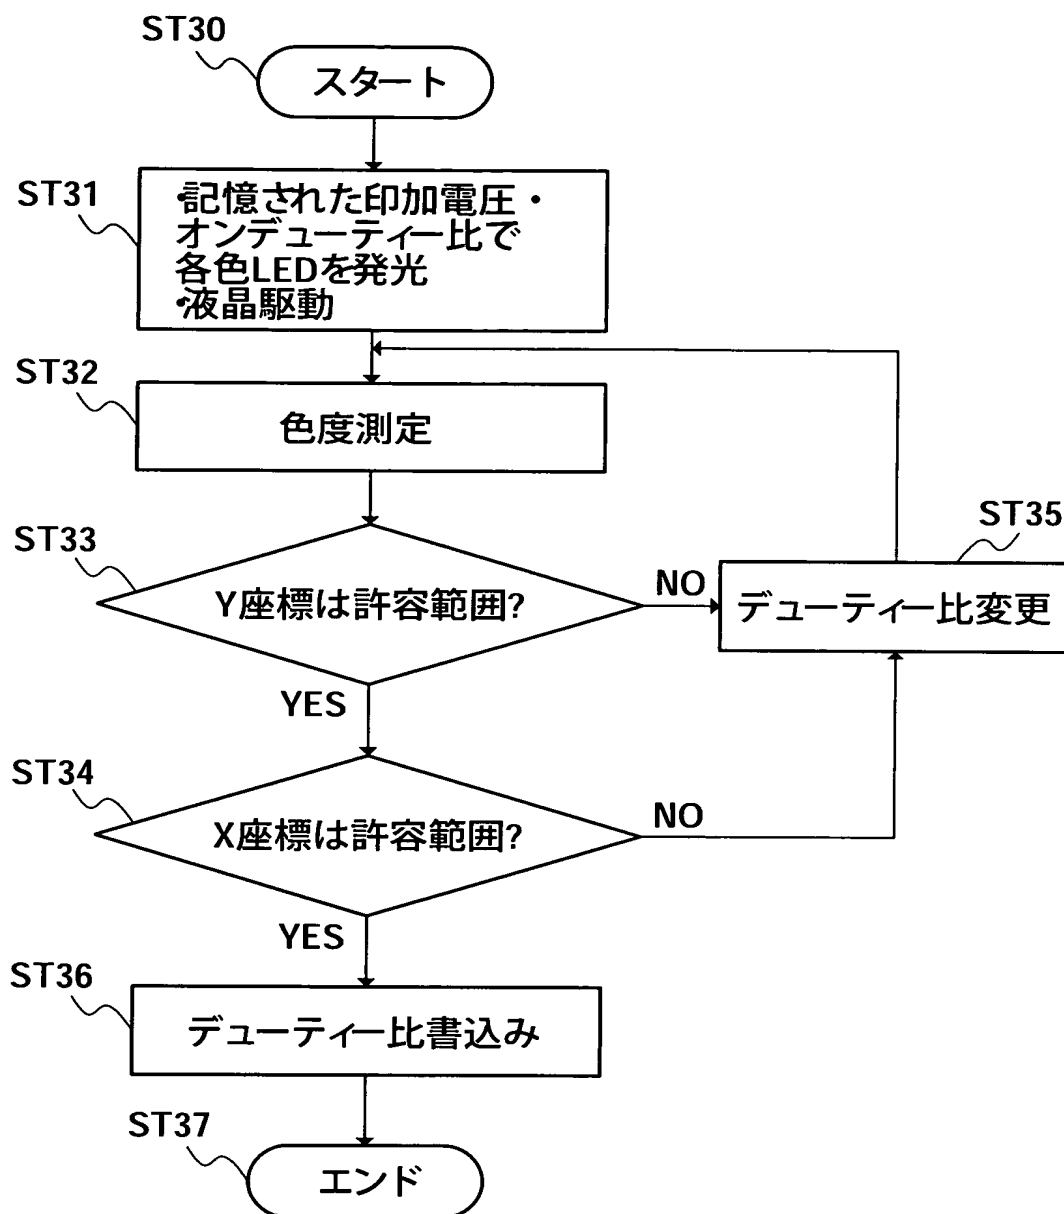 ST30
スタート
ST31
・記憶された印加電圧・
オンデューティー比で
各色LEDを発光
・液晶駆動
ST32
色度測定
ST33
Y座標は許容範囲?
NO
ST35
デューティー比変更
YES
ST34
X座標は許容範囲?
NO
YES
ST36
デューティー比書込み
ST37
エンド